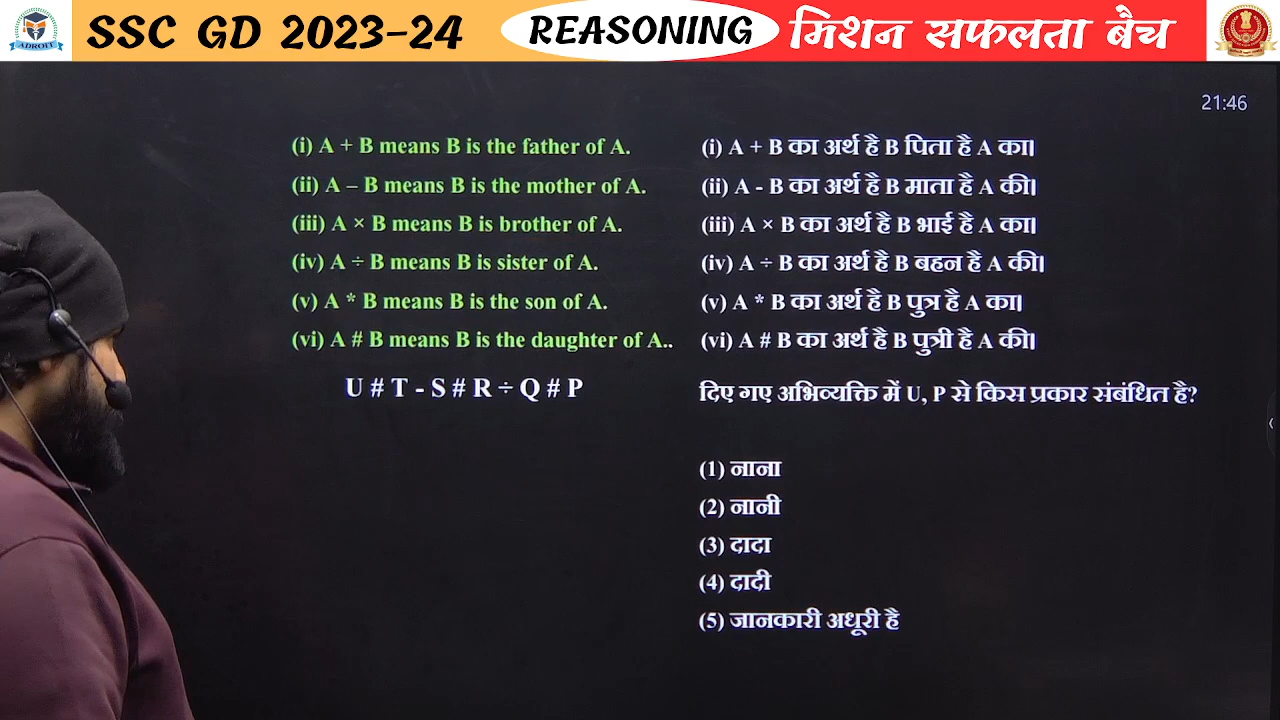 ADROIT
SSC GD 2023-24
REASONING
मिशन सफलता बैच
21:46
(i) A + B means B is the father of A.
(ii) A – B means B is the mother of A.
(iii) A × B means B is brother of A.
(iv) A ÷ B means B is sister of A.
(v) A * B means B is the son of A.
(vi) A # B means B is the daughter of A..
U # T - S # R ÷ Q # P
(i) A + B का अर्थ है B पिता है A का।
(ii) A - B का अर्थ है B माता है A की।
(iii) A × B का अर्थ है B भाई है A का।
(iv) A ÷ B का अर्थ है B बहन है A की।
(v) A * B का अर्थ है B पुत्र है A का।
(vi) A # B का अर्थ है B पुत्री है A की।
दिए गए अभिव्यक्ति में U, P से किस प्रकार संबंधित है?
(1) नाना
(2) नानी
(3) दादा
(4) दादी
(5) जानकारी अधूरी है